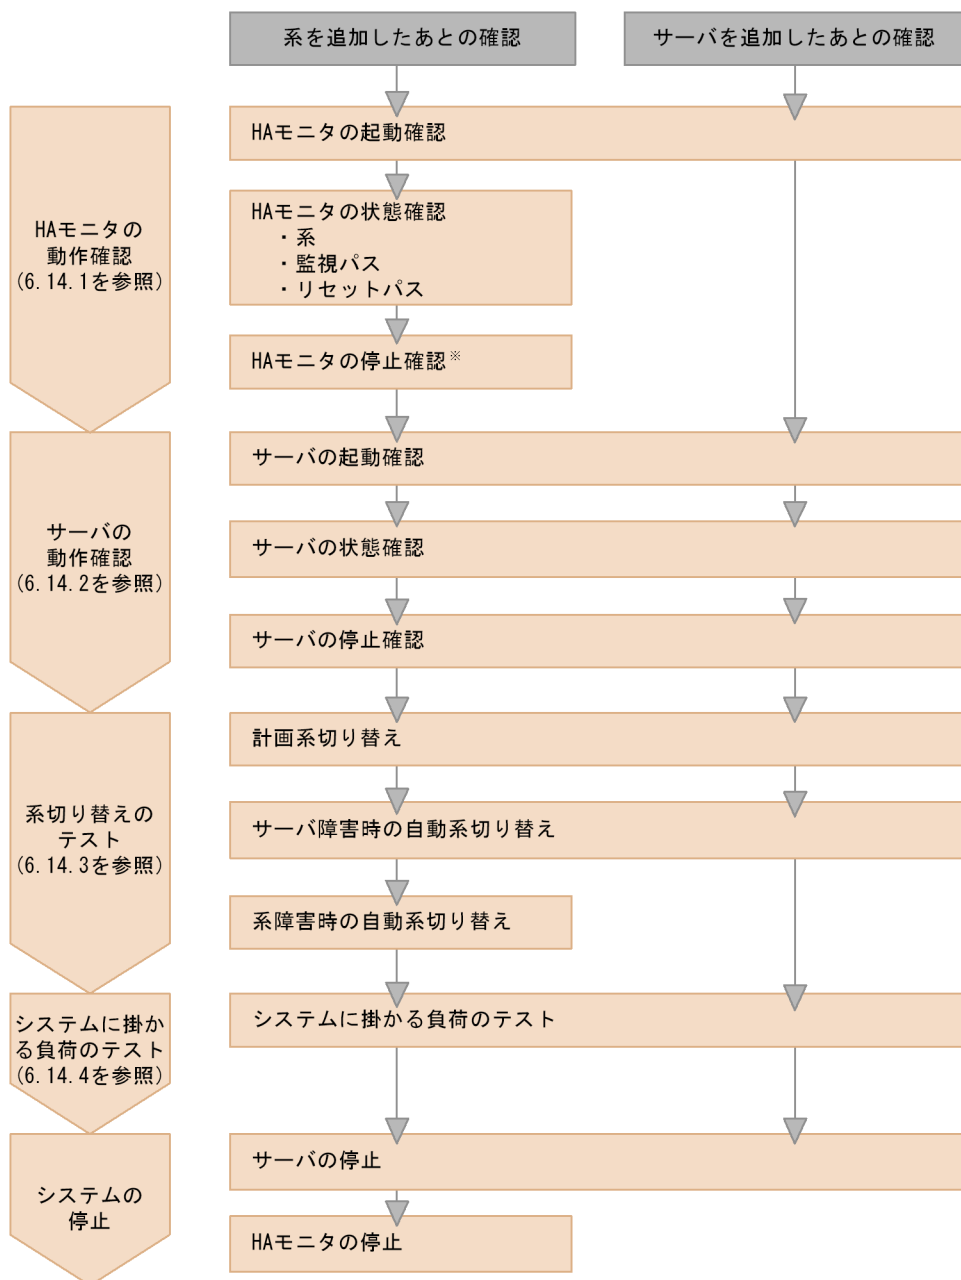 系を追加したあとの確認
サーバを追加したあとの確認
HAモニタの
動作確認
(6.14.1を参照)
HAモニタの起動確認
HAモニタの状態確認
・系
・監視パス
・リセットパス
HAモニタの停止確認※
サーバの
動作確認
(6.14.2を参照)
サーバの起動確認
サーバの状態確認
サーバの停止確認
系切り替えの
テスト
(6.14.3を参照)
計画系切り替え
サーバ障害時の自動系切り替え
系障害時の自動系切り替え
システムに掛か
る負荷のテスト
(6.14.4を参照)
システムに掛かる負荷のテスト
システムの
停止
サーバの停止
HAモニタの停止